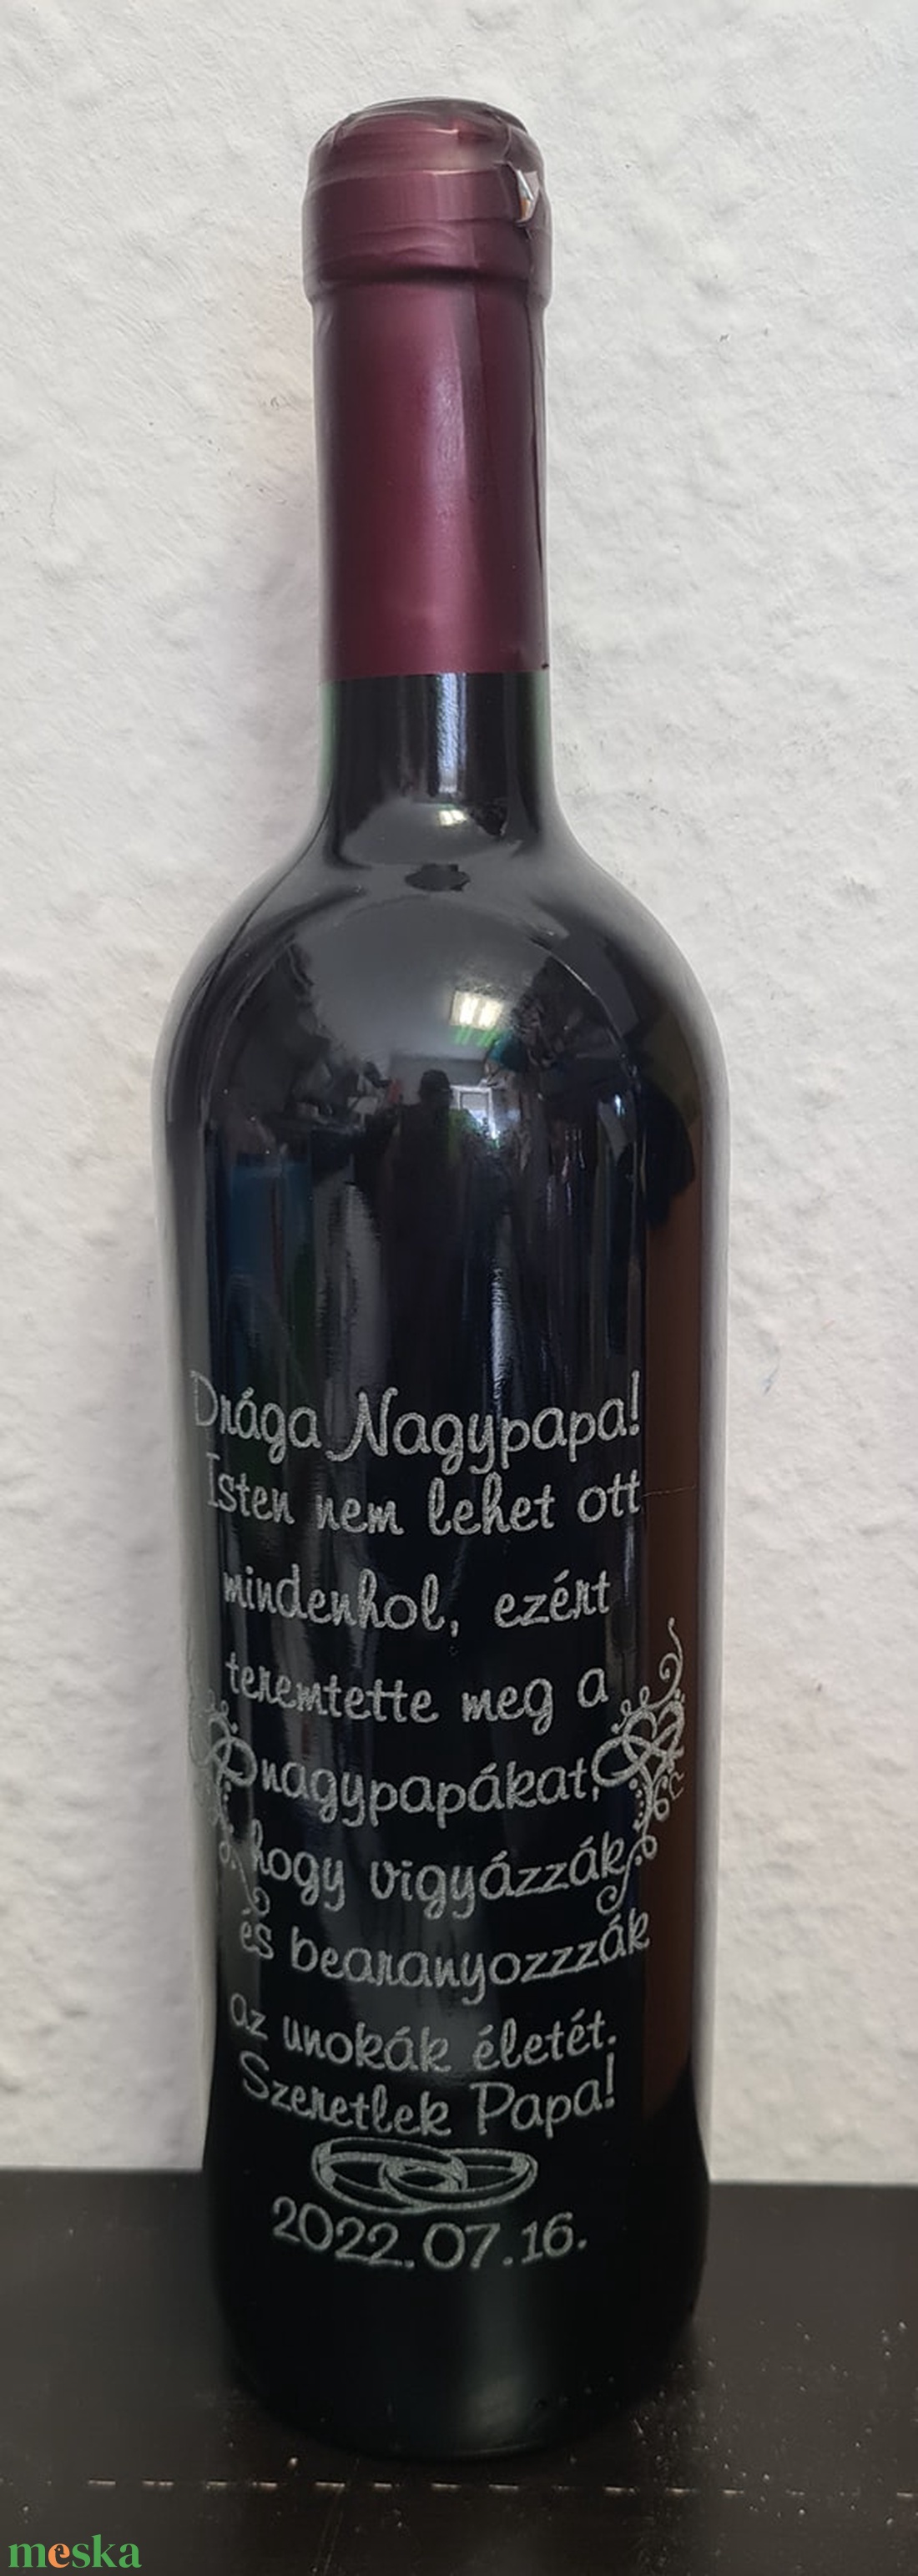 Drága Nagypapa!
Isten nem lehet ott
mindenhol, ezért
teremtette meg a
nagypapákat,
hogy vigyázzák
és bearanyozzzák
az unokák életét.
Szeretlek Papa!
2022.07.16.
meska